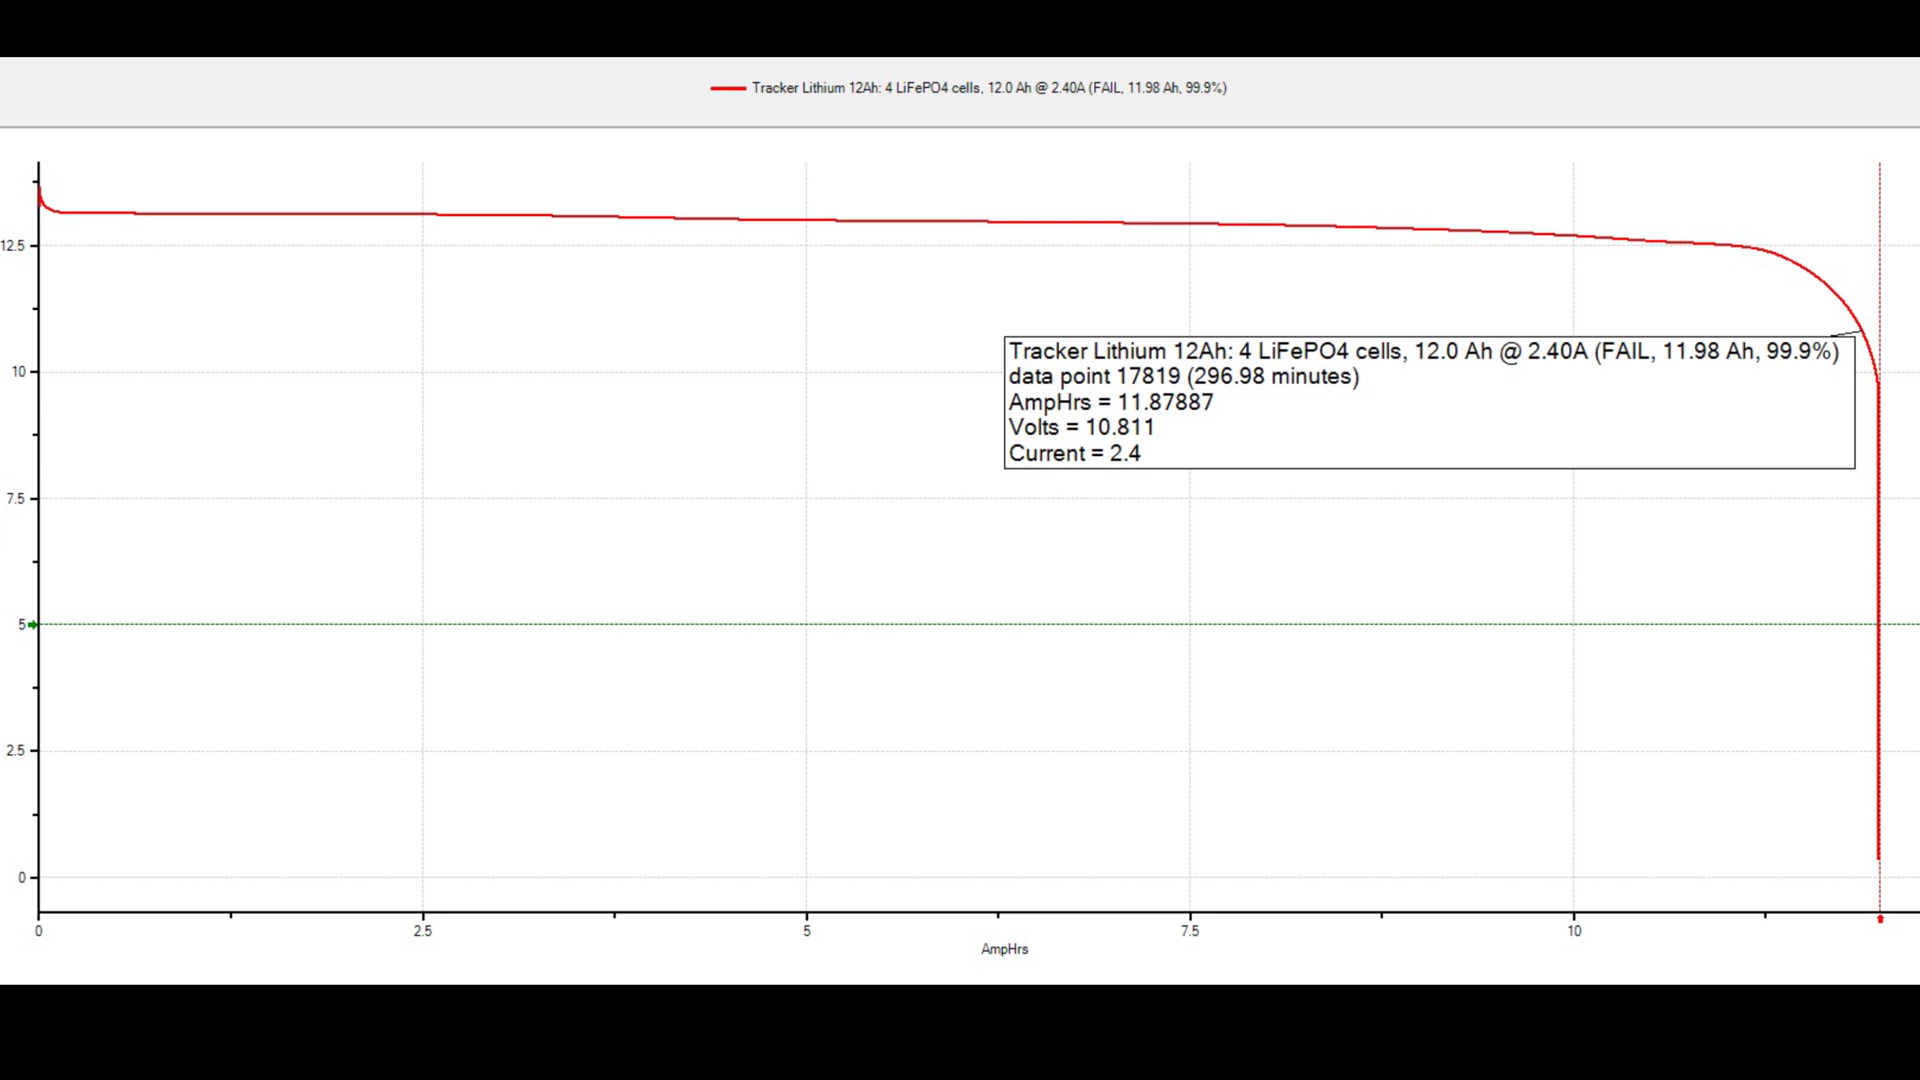 Tracker Lithium 12Ah: 4 LiFePO4 cells, 12.0 Ah @ 2.40A (FAIL, 11.98 Ah, 99.9%)
12.5
10
7.5
5
2.5
0
Tracker Lithium 12Ah: 4 LiFePO4 cells, 12.0 Ah @ 2.40A (FAIL, 11.98 Ah, 99.9%)
data point 17819 (296.98 minutes)
AmpHrs = 11.87887
Volts = 10.811
Current = 2.4
0 2.5 5 7.5 10
AmpHrs